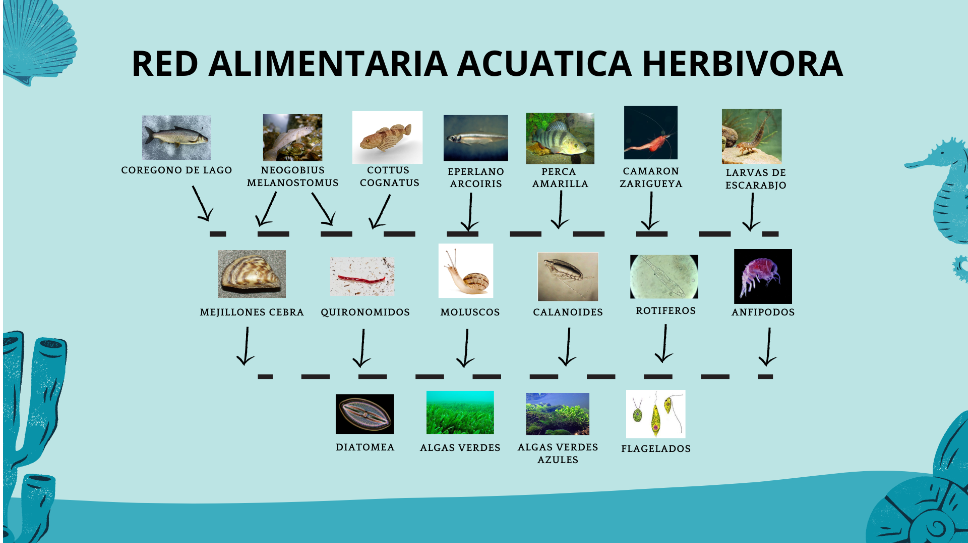 RED ALIMENTARIA ACUATICA HERBIVORA
COREGONO DE LAGO
NEOGOBIUS
MELANOSTOMUS
COTTUS
COGNATUS
EPERLANO
ARCOIRIS
PERCA
AMARILLA
CAMARON
ZARIGUEYA
LARVAS DE
ESCARABJO
MEJILLONES CEBRA
QUIRONOMIDOS
MOLUSCOS
CALANOIDES
ROTIFEROS
ANFIPODOS
DIATOMEA
ALGAS VERDES
ALGAS VERDES
AZULES
FLAGELADOS